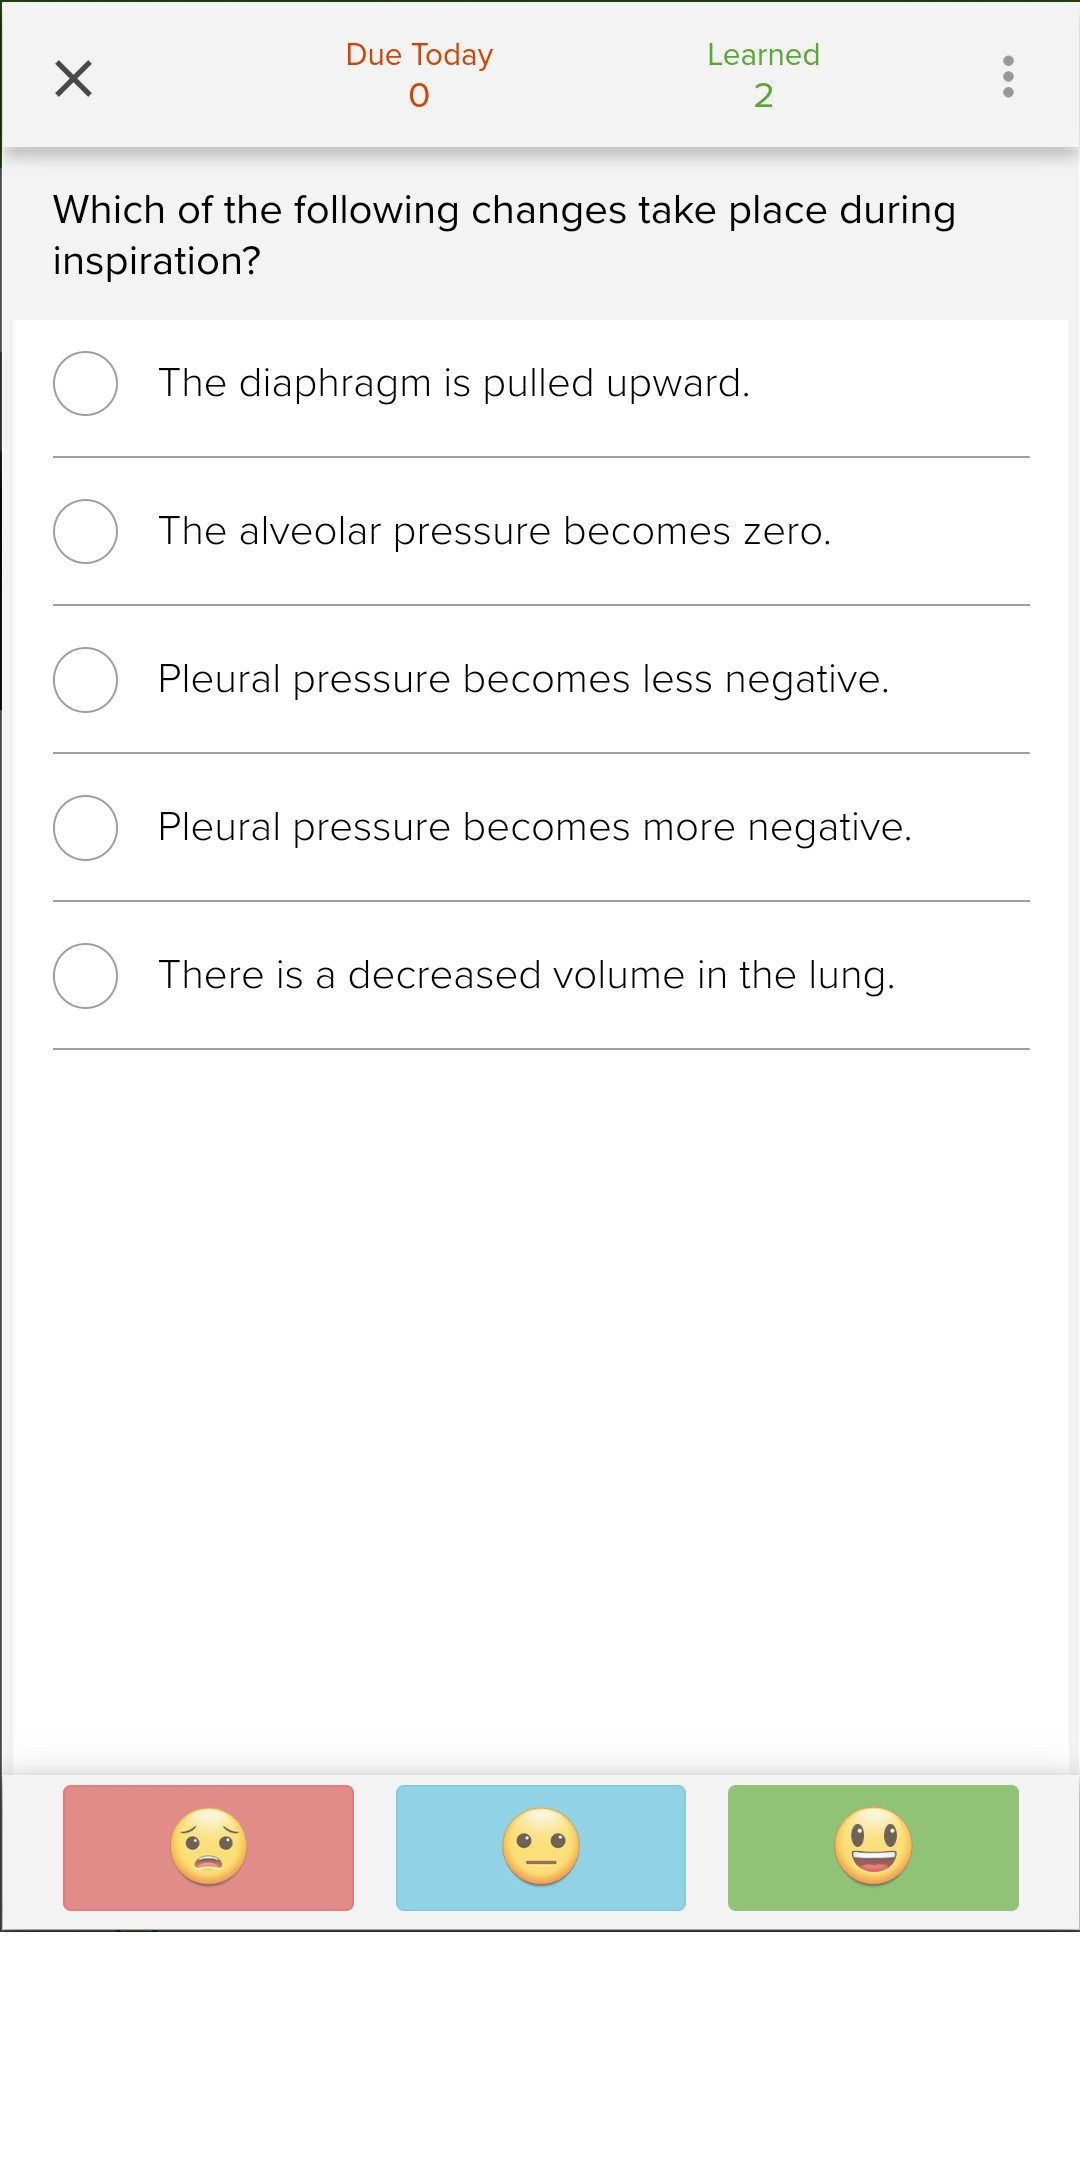 Due Today
0
Learned
2
Which of the following changes take place during
inspiration?
The diaphragm is pulled upward.
The alveolar pressure becomes zero.
Pleural pressure becomes less negative.
Pleural pressure becomes more negative.
There is a decreased volume in the lung.